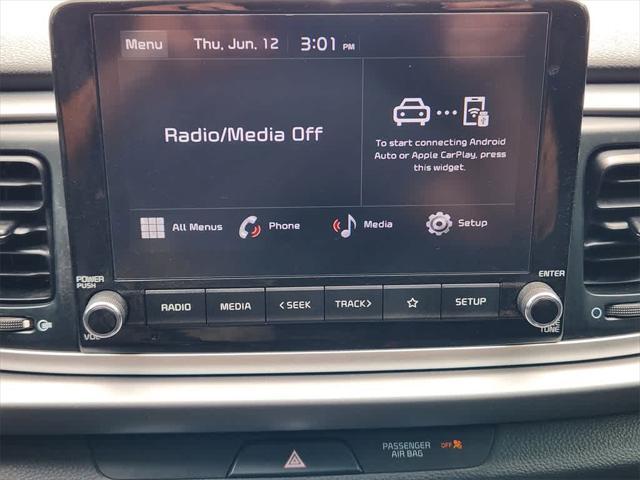 Menu Thu, Jun. 12 3:01 PM
Radio/Media Off
To start connecting Android
Auto or Apple CarPlay, press
this widget.
All Menus Phone Media Setup
POWER
PUSH
VOL
RADIO MEDIA < SEEK TRACK > SETUP
ENTER
TUNE
PASSENGER
AIR BAG
OFF